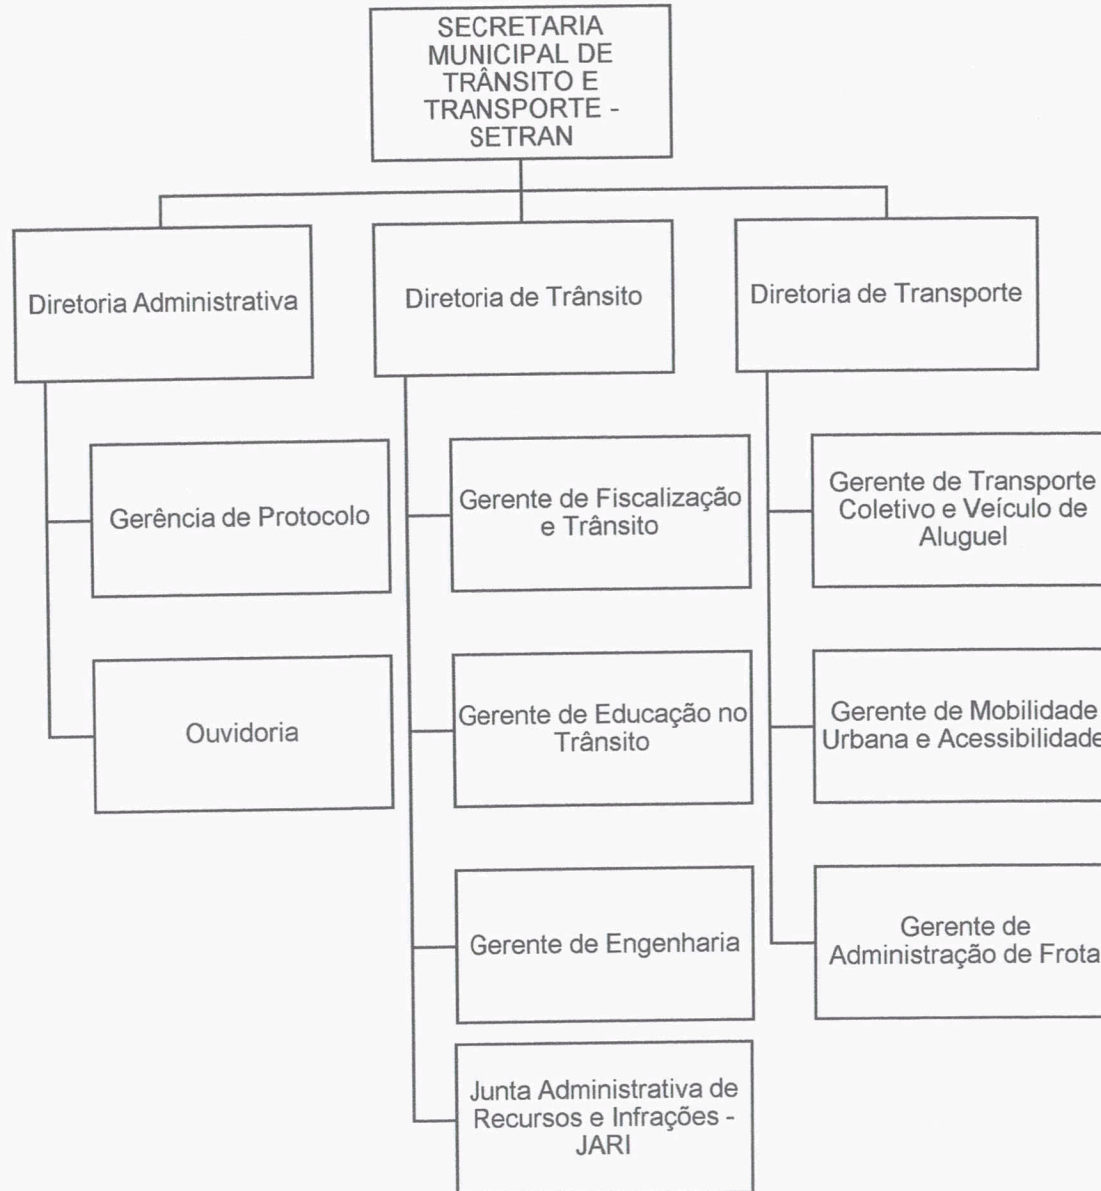 SECRETARIA
MUNICIPAL DE
TRÂNSITO E
TRANSPORTE -
SETRAN
Diretoria Administrativa
Gerência de Protocolo
Ouvidoria
Diretoria de Trânsito
Gerente de Fiscalização
e Trânsito
Gerente de Educação no
Trânsito
Gerente de Engenharia
Junta Administrativa de
Recursos e Infrações -
JARI
Diretoria de Transporte
Gerente de Transporte
Coletivo e Veículo de
Aluguel
Gerente de Mobilidade
Urbana e Acessibilidade
Gerente de
Administração de Frota